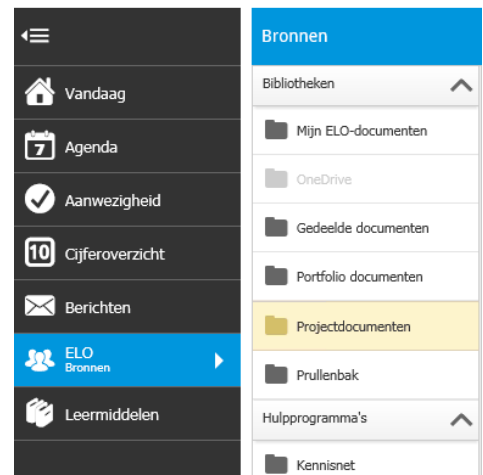 Vandaag
7
Agenda
Aanwezigheid
10
Cijferoverzicht
Berichten
ELO
Bronnen
Leermiddelen
Bronnen
Bibliotheken
Mijn ELO-documenten
OneDrive
Gedeelde documenten
Portfolio documenten
Projectdocumenten
Prullenbak
Hulpprogramma's
Kennisnet